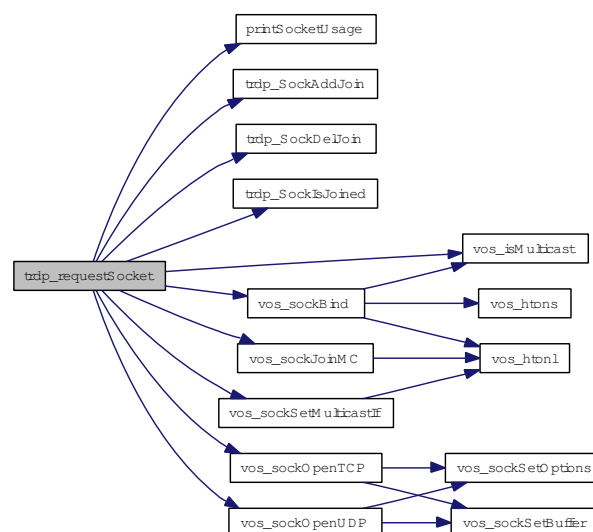 printSocketUsage
trdp_SockAddJoin
trdp_SockDelJoin
trdp_SockIsJoined
vos_isMulticast
trdp_requestSocket
vos_sockBind
vos_htons
vos_sockJoinMC
vos_htonl
vos_sockSetMulticastIf
vos_sockOpenTCP
vos_sockSetOptions
vos_sockOpenUDP
vos_sockSetBuffer